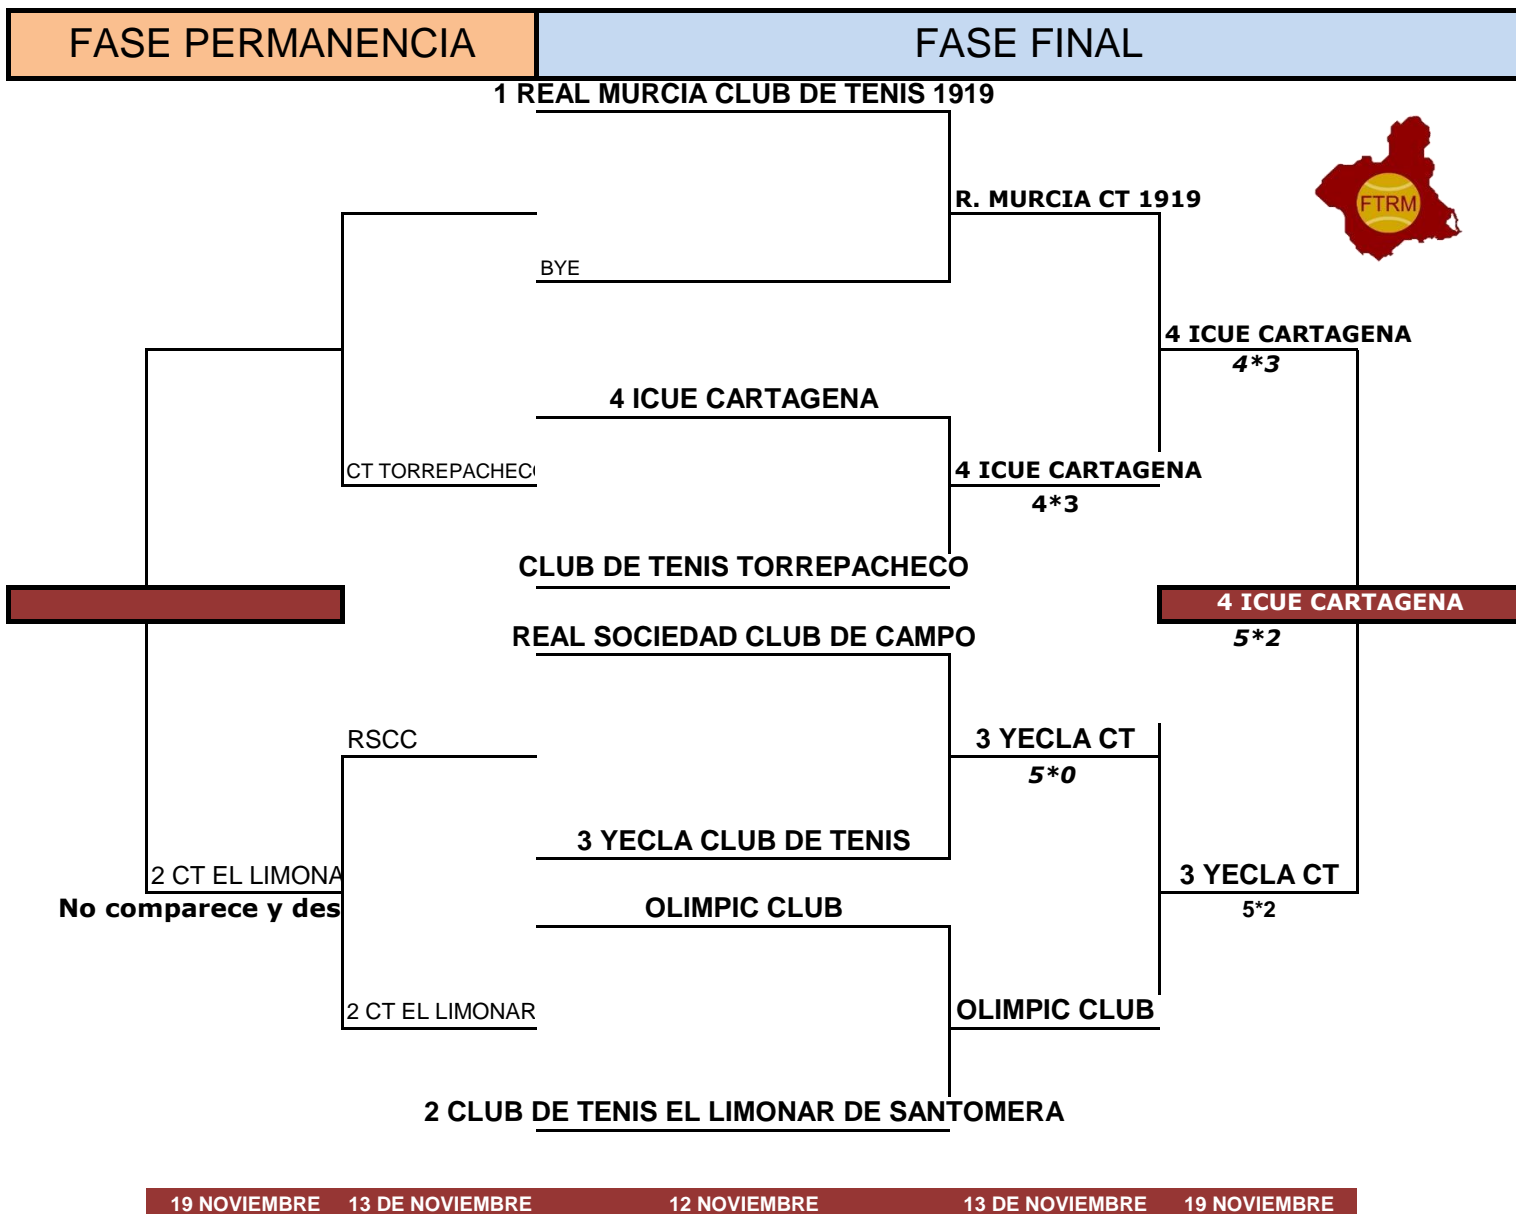 FASE PERMANENCIA
FASE FINAL
1 REAL MURCIA CLUB DE TENIS 1919
R. MURCIA CT 1919
FTRM
BYE
4 ICUE CARTAGENA
4*3
4 ICUE CARTAGENA
CT TORREPACHEC
4 ICUE CARTAGENA
4*3
CLUB DE TENIS TORREPACHECO
4 ICUE CARTAGENA
5*2
REAL SOCIEDAD CLUB DE CAMPO
RSCC
3 YECLA CT
5*0
3 YECLA CLUB DE TENIS
2 CT EL LIMONA
No comparece y des
3 YECLA CT
5*2
OLIMPIC CLUB
2 CT EL LIMONAR
OLIMPIC CLUB
2 CLUB DE TENIS EL LIMONAR DE SANTOMERA
19 NOVIEMBRE 13 DE NOVIEMBRE 12 NOVIEMBRE 13 DE NOVIEMBRE 19 NOVIEMBRE